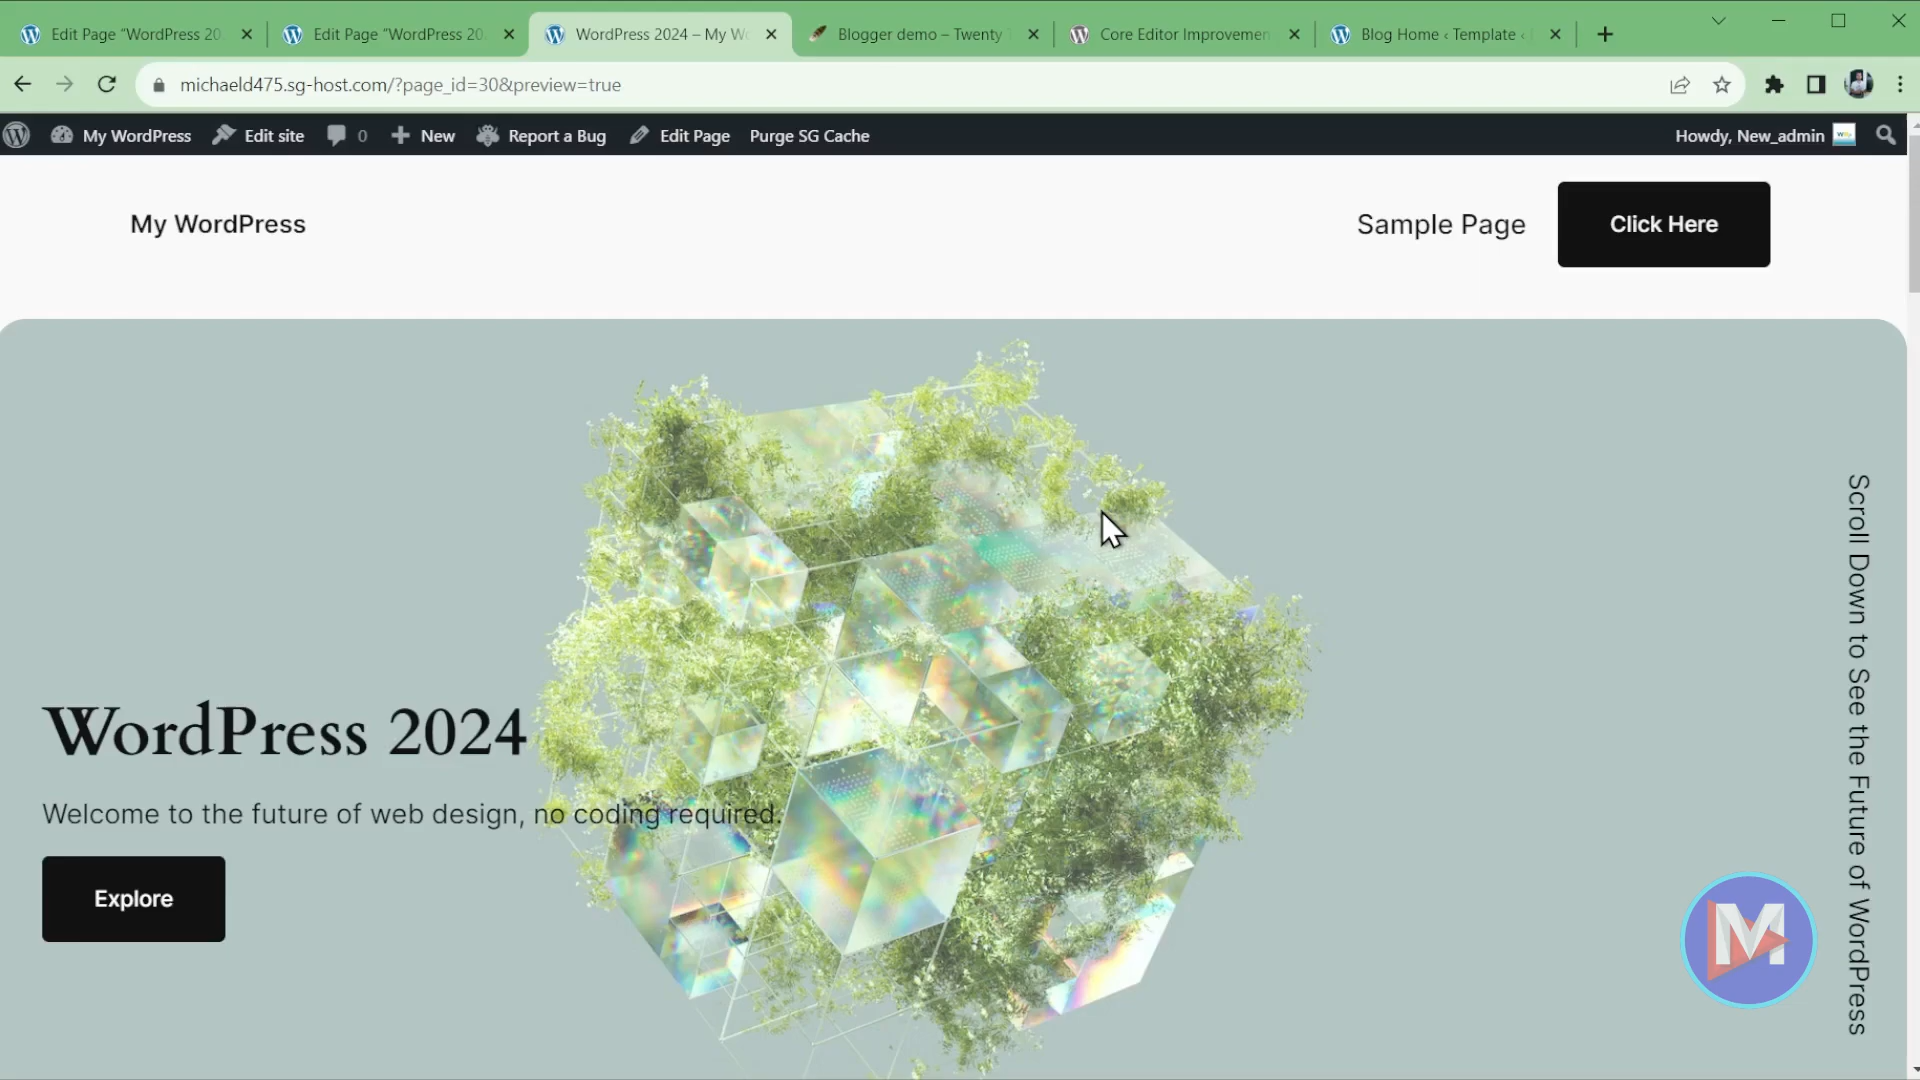 Edit Page “WordPress 20
Edit Page “WordPress 20
WordPress 2024 – My W
Blogger demo – Twenty
Core Editor Improvemen
Blog Home ‹ Template ‹
michaeld475.sg-host.com/?page_id=30&preview=true
My WordPress
Edit site
0
New
Report a Bug
Edit Page
Purge SG Cache
Howdy, New_admin
My WordPress
Sample Page
Click Here
WordPress 2024
Welcome to the future of web design, no coding required.
Explore
Scroll Down to See the Future of WordPress
M